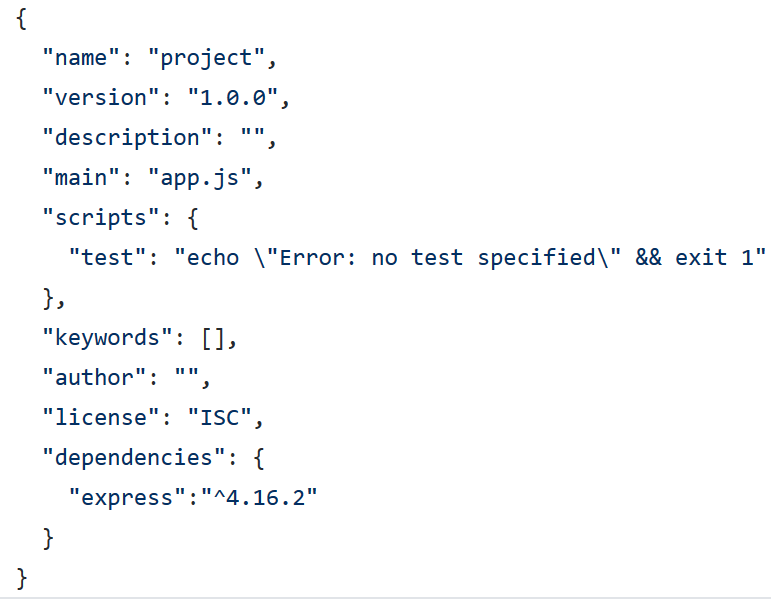 {
  "name": "project",
  "version": "1.0.0",
  "description": "",
  "main": "app.js",
  "scripts": {
    "test": "echo \"Error: no test specified\" && exit 1"
  },
  "keywords": [],
  "author": "",
  "license": "ISC",
  "dependencies": {
    "express":"^4.16.2"
  }
}